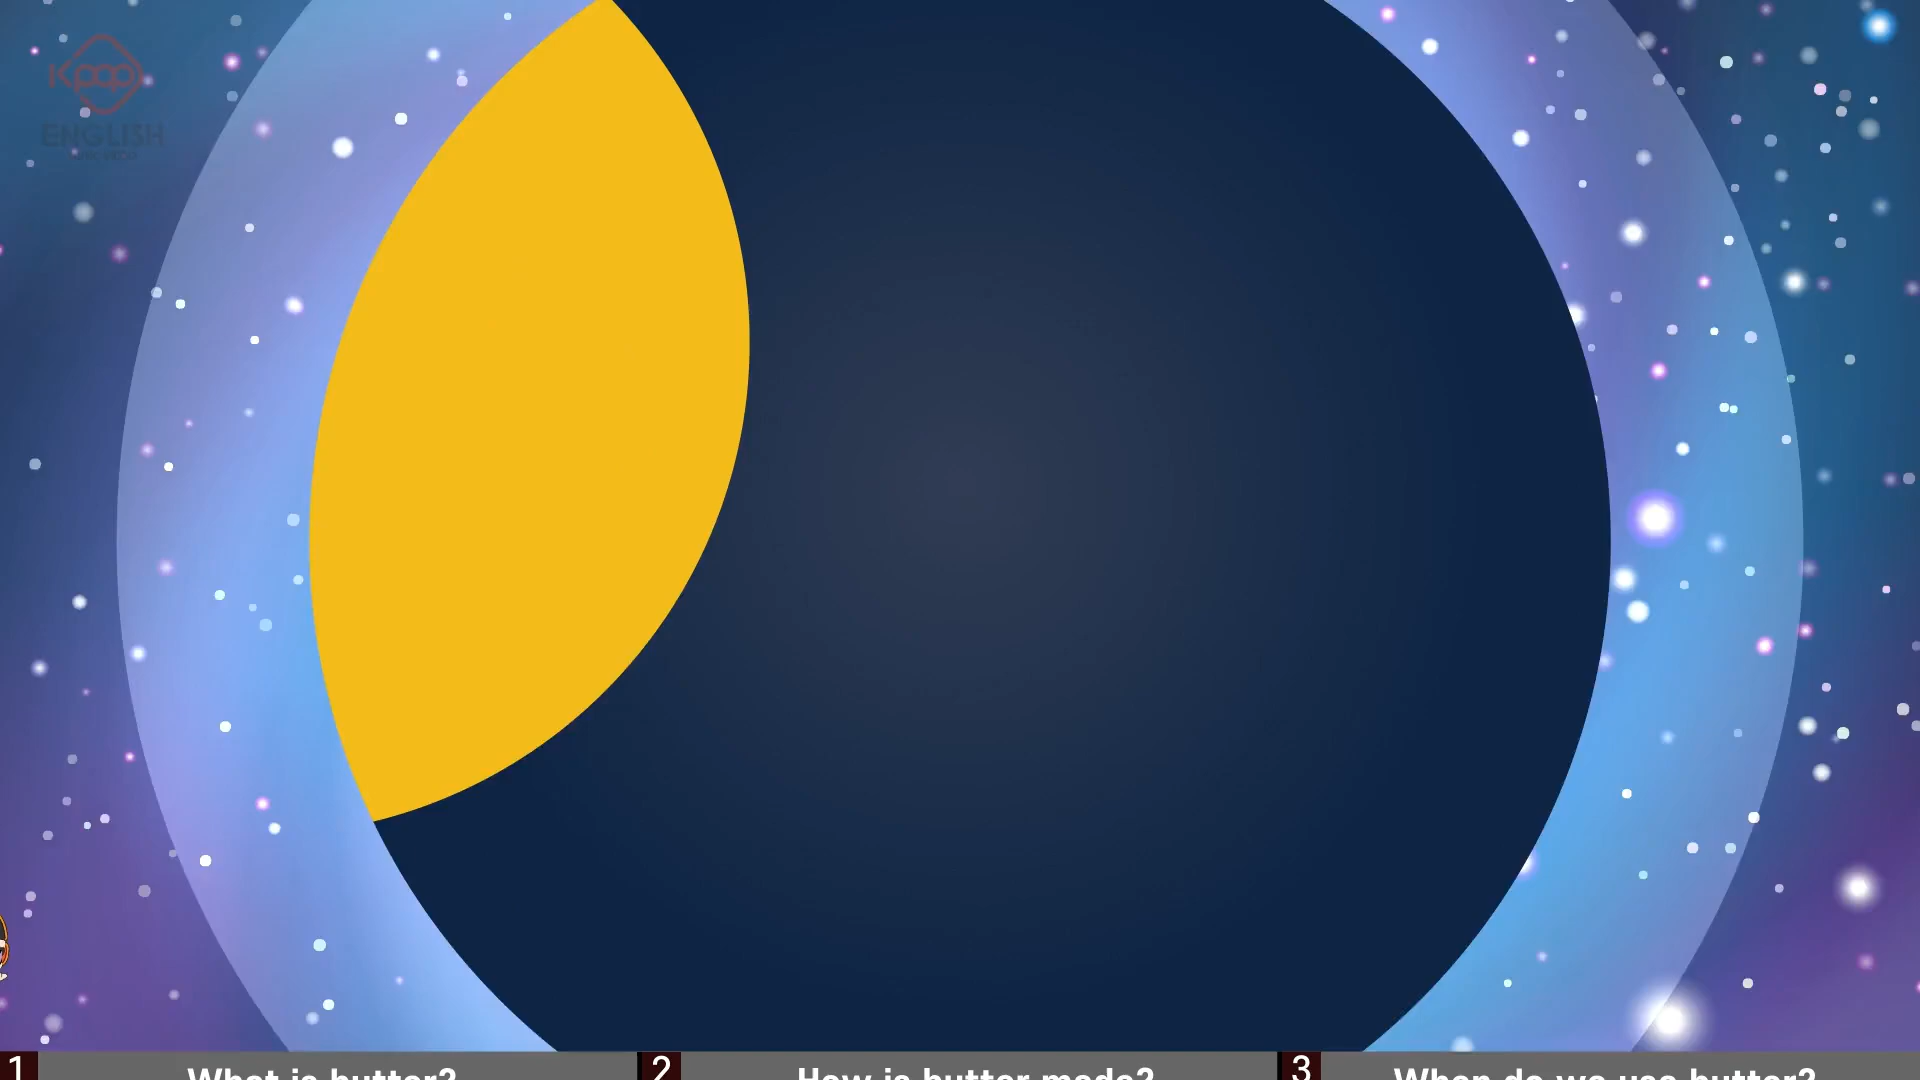 Kpop
ENGLISH
1 What is butter?
2 How is butter made?
3 When do we use butter?